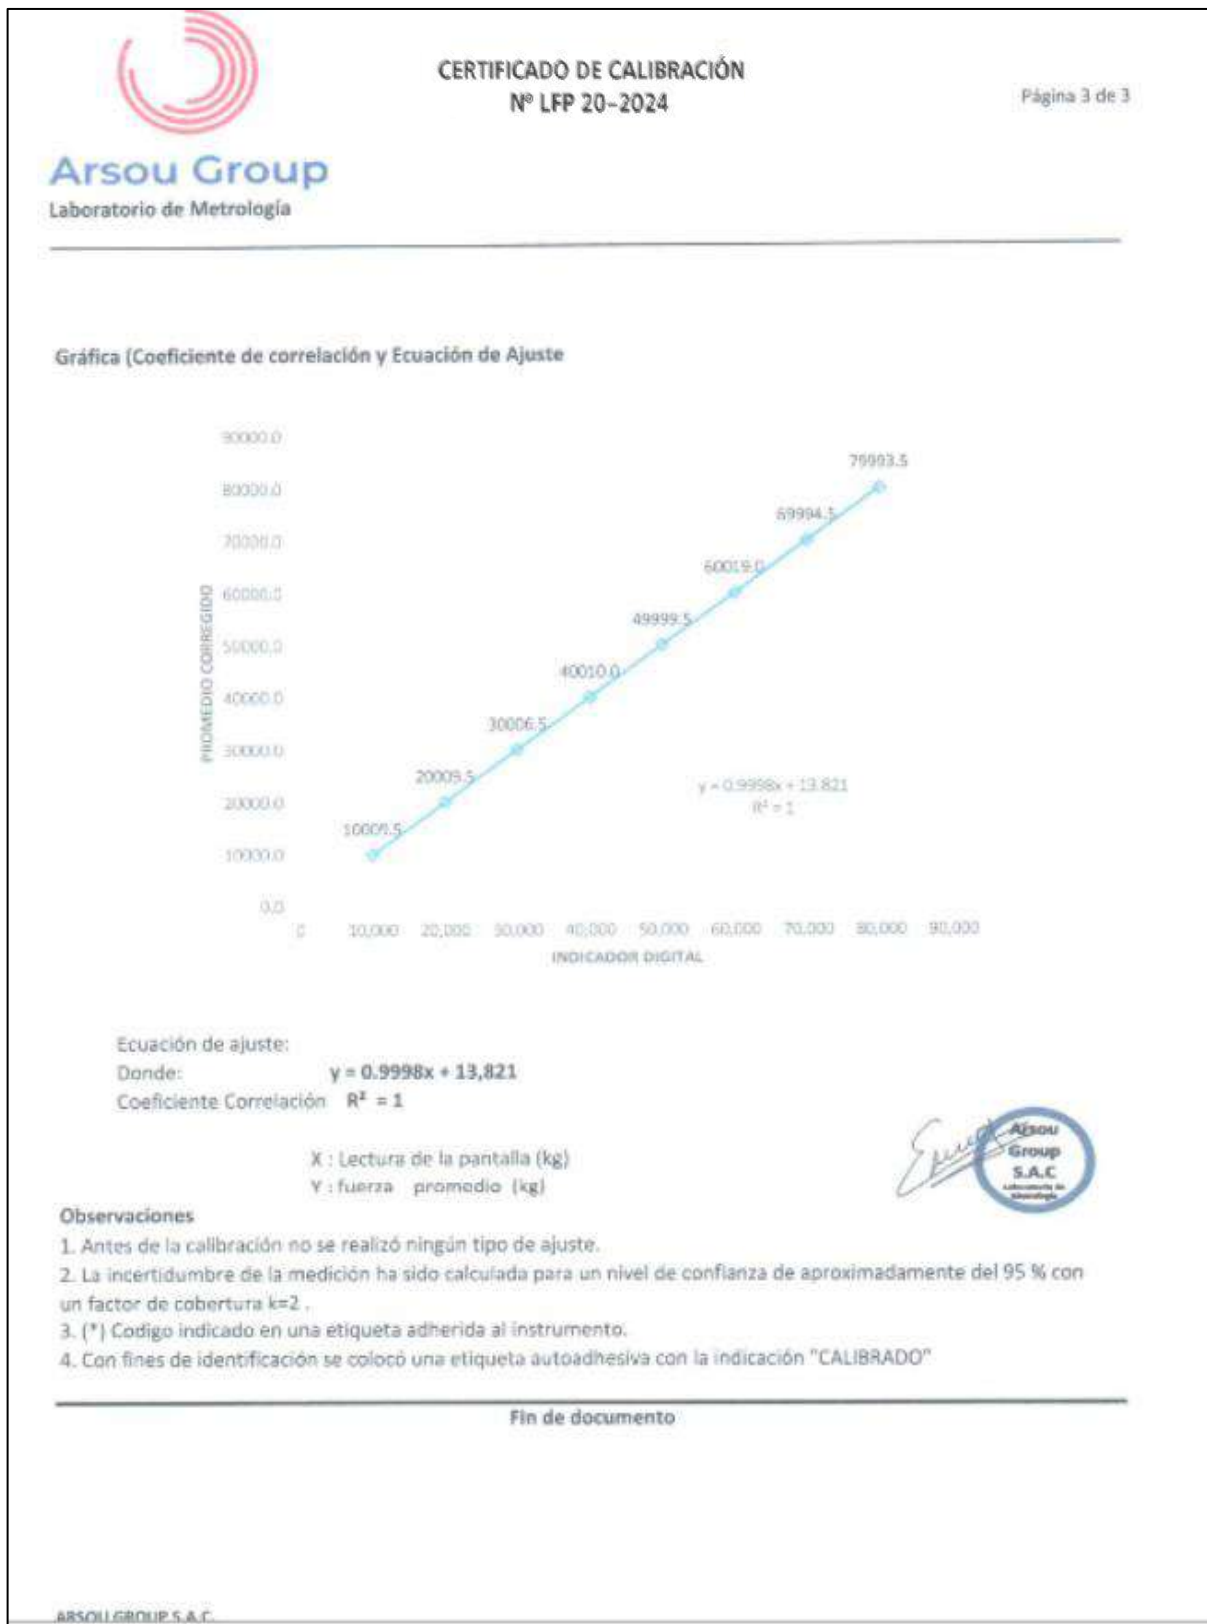 CERTIFICADO DE CALIBRACIÓN
Nº LFP 20-2024
Página 3 de 3
Arsou Group
Laboratorio de Metrología
Gráfica (Coeficiente de correlación y Ecuación de Ajuste
90000.0
80000.0
70000.0
60000.0
50000.0
40000.0
30000.0
20000.0
10000.0
0.0
PROMEDIO CORREGIDO
79993.5
69994.5
60019.0
49999.5
40010.0
30006.5
20009.5
10009.5
y = 0.9998x + 13.821
R² = 1
0 10,000 20,000 30,000 40,000 50,000 60,000 70,000 80,000 90,000
INDICADOR DIGITAL
Ecuación de ajuste:
Donde: y = 0.9998x + 13,821
Coeficiente Correlación R² = 1
X : Lectura de la pantalla (kg)
Y : fuerza promedio (kg)
Arsou
Group
S.A.C
Laboratorio de
Metrología
Observaciones
1. Antes de la calibración no se realizó ningún tipo de ajuste.
2. La incertidumbre de la medición ha sido calculada para un nivel de confianza de aproximadamente del 95 % con
un factor de cobertura k=2 .
3. (*) Codigo indicado en una etiqueta adherida al instrumento.
4. Con fines de identificación se colocó una etiqueta autoadhesiva con la indicación "CALIBRADO"
Fin de documento
ARSOU GROUP S.A.C.